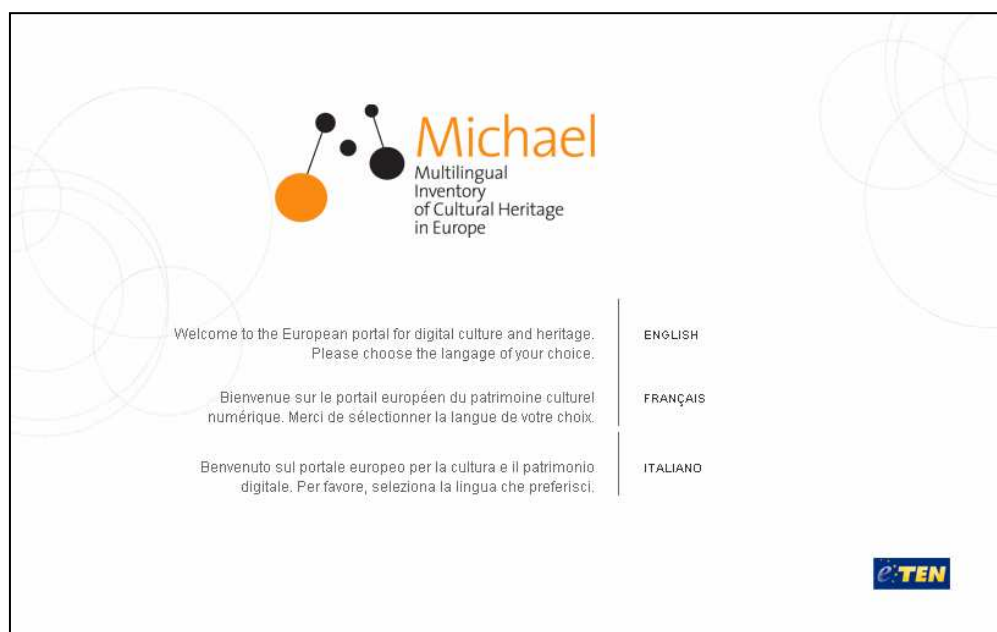 Michael
Multilingual
Inventory
of Cultural Heritage
in Europe
Welcome to the European portal for digital culture and heritage.
Please choose the langage of your choice.
ENGLISH
Bienvenue sur le portail européen du patrimoine culturel
numérique. Merci de sélectionner la langue de votre choix.
FRANÇAIS
Benvenuto sul portale europeo per la cultura e il patrimonio
digitale. Per favore, seleziona la lingua che preferisci.
ITALIANO
e:TEN